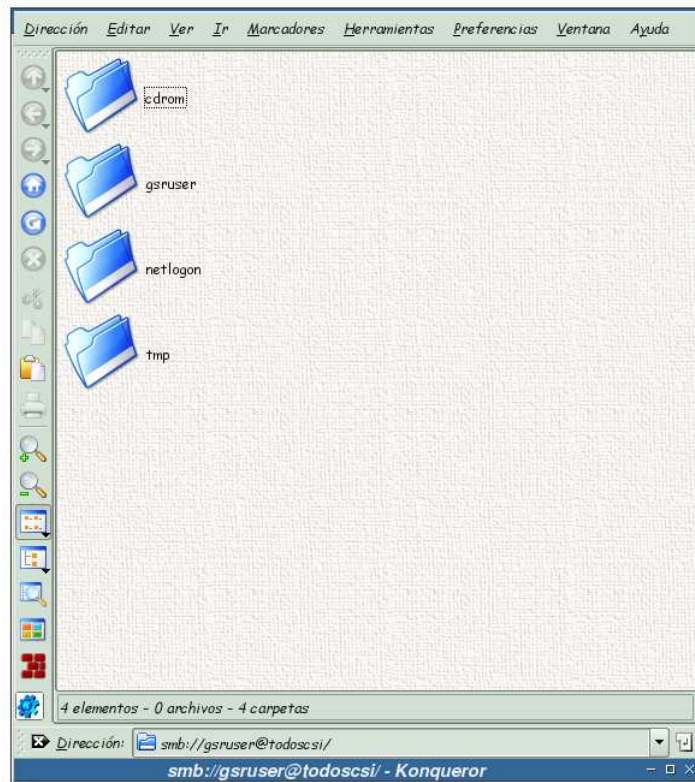 Dirección Editar Ver Ir Marcadores Herramientas Preferencias Ventana Ayuda
cdrom
gsruser
netlogon
tmp
4 elementos - 0 archivos - 4 carpetas
Dirección: smb://gsruser@todoscsi/
smb://gsruser@todoscsi/ - Konqueror